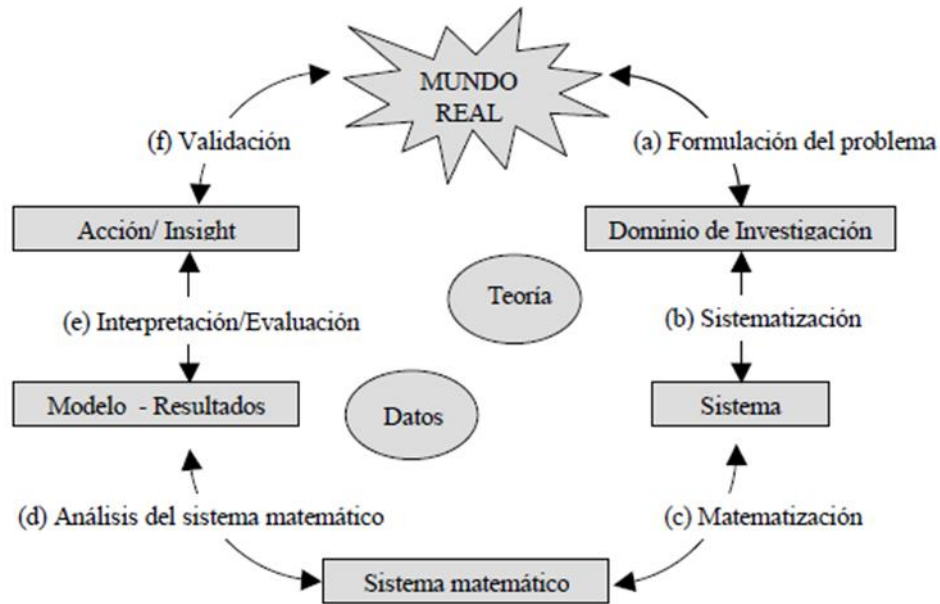 MUNDO
REAL
(f) Validación
(a) Formulación del problema
Acción/ Insight
Dominio de Investigación
Teoría
(e) Interpretación/Evaluación
(b) Sistematización
Modelo - Resultados
Datos
Sistema
(d) Análisis del sistema matemático
(c) Matematización
Sistema matemático